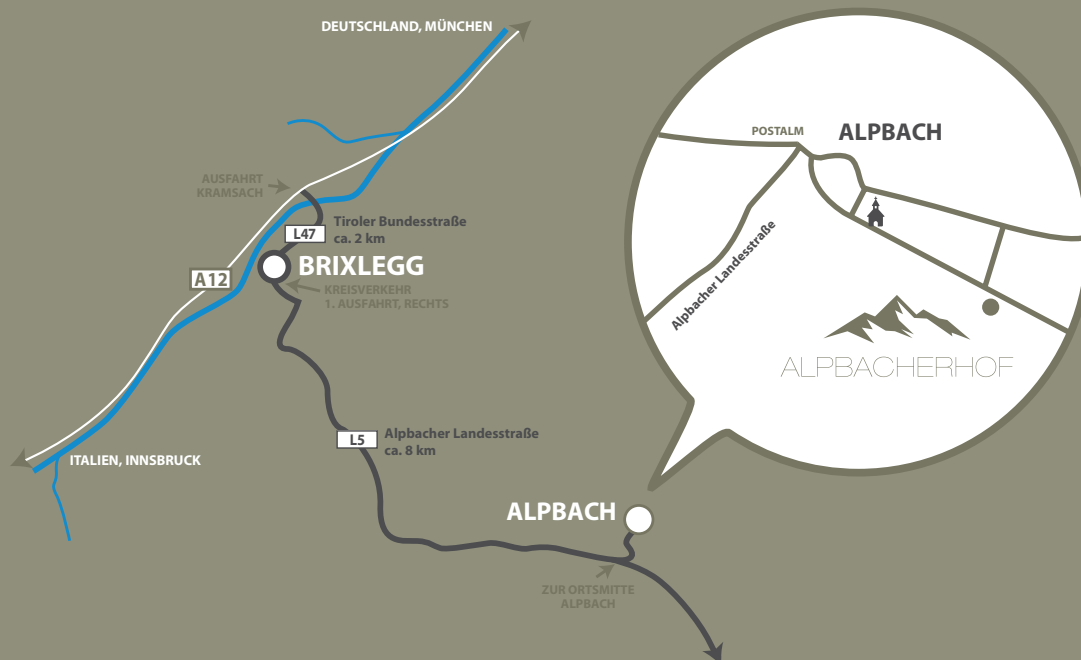 DEUTSCHLAND, MÜNCHEN
POSTALM
ALPBACH
AUSFAHRT
KRAMSACH
Tiroler Bundesstraße
L47
ca. 2 km
BRIXLEGG
A12
KREISVERKEHR
1. AUSFAHRT, RECHTS
Alpbacher Landesstraße
ALPBACHERHOF
L5
Alpbacher Landesstraße
ca. 8 km
ITALIEN, INNSBRUCK
ALPBACH
ZUR ORTSMITTE
ALPBACH